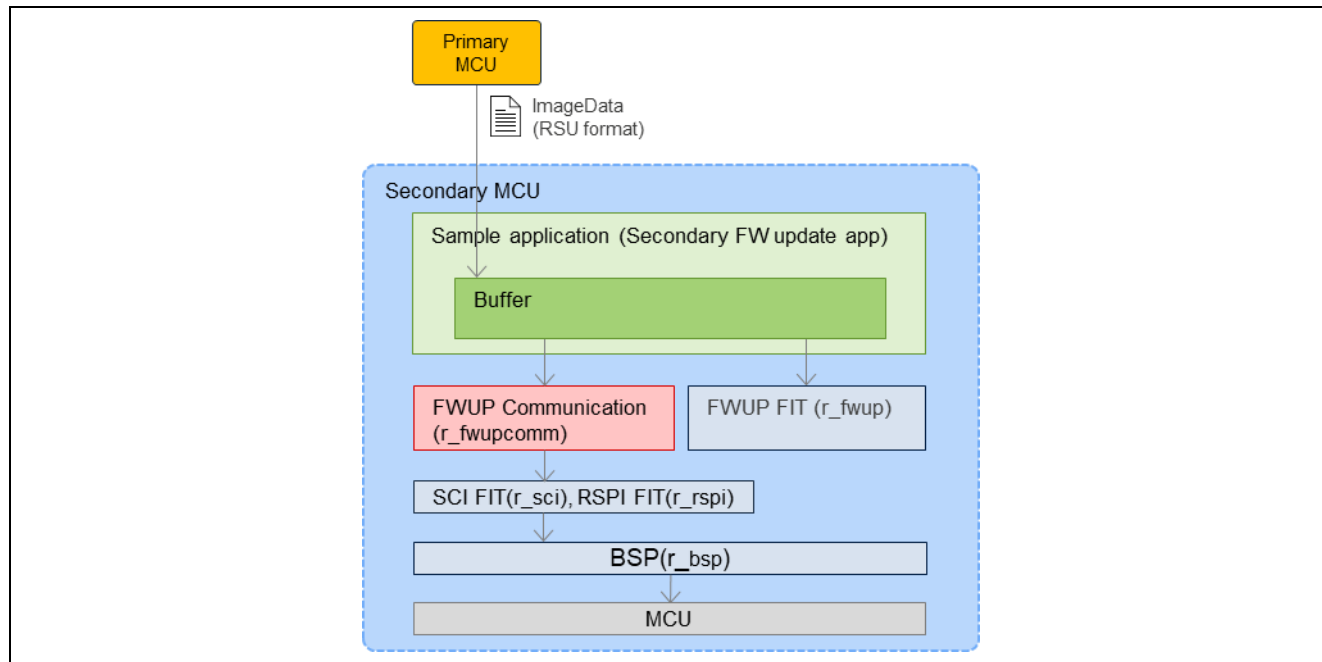 Primary
MCU
ImageData
(RSU format)
Secondary MCU
Sample application (Secondary FW update app)
Buffer
FWUP Communication
(r_fwupcomm)
FWUP FIT (r_fwup)
SCI FIT(r_sci), RSPI FIT(r_rspi)
BSP(r_bsp)
MCU